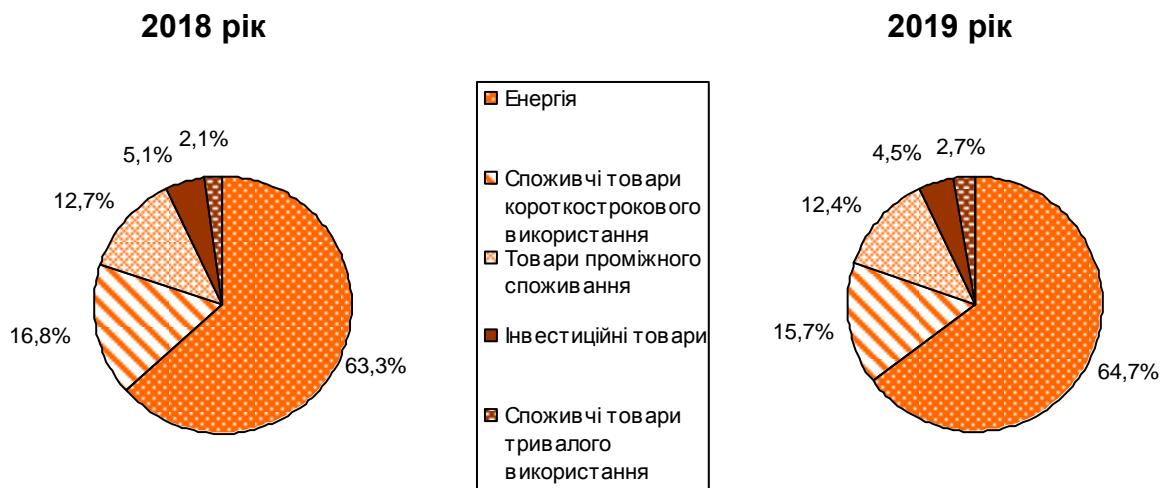 2018 рік
2019 рік
2,1%
5,1%
12,7%
16,8%
63,3%
Енергія
Споживчі товари
короткострокового
використання
Товари проміжного
споживання
Інвестиційні товари
Споживчі товари
тривалого
використання
2,7%
4,5%
12,4%
15,7%
64,7%